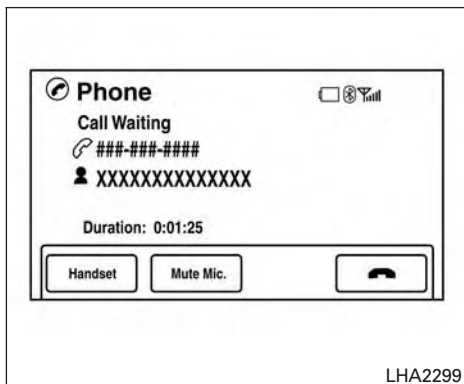 Phone
Call Waiting
###-###-####
XXXXXXXXXXXXXX
Duration: 0:01:25
Handset Mute Mic.
LHA2299